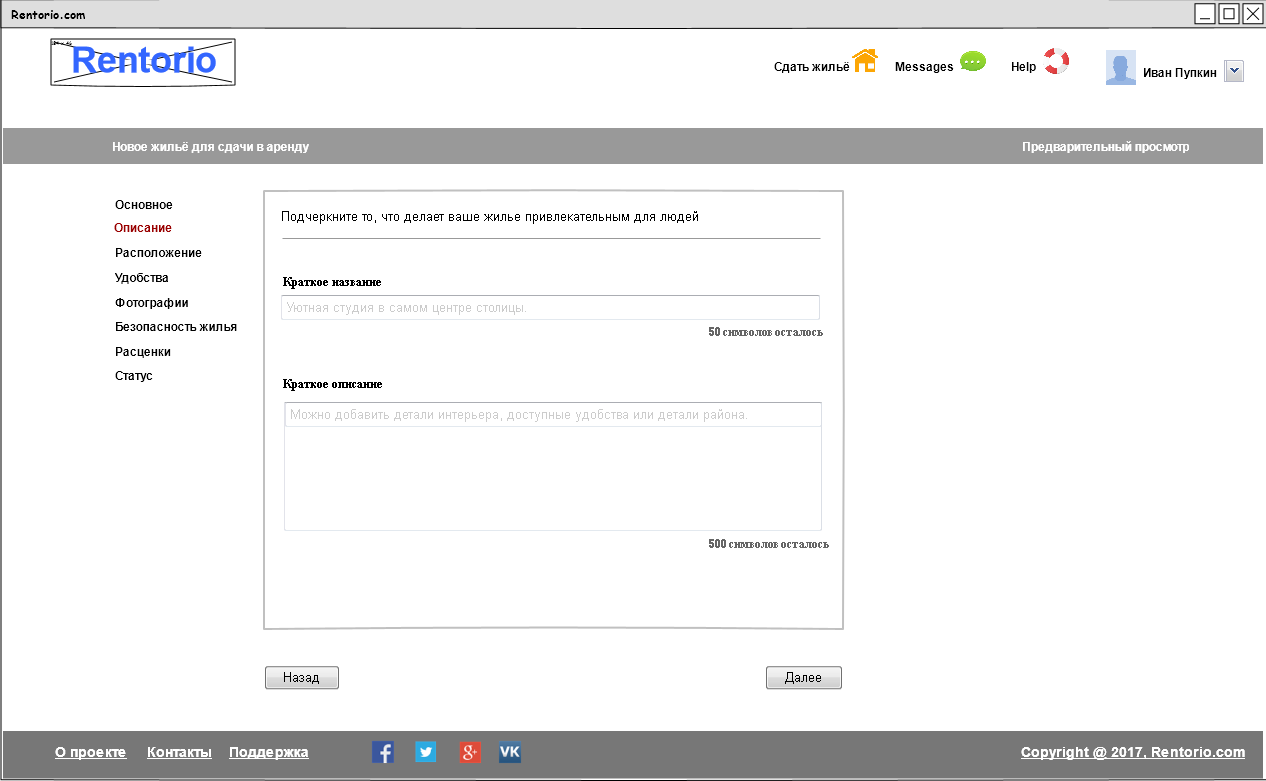 Rentorio.com
Rentorio
Сдать жильё
Messages
Help
Иван Пупкин
Новое жильё для сдачи в аренду
Предварительный просмотр
Основное
Описание
Расположение
Удобства
Фотографии
Безопасность жилья
Расценки
Статус
Подчеркните то, что делает ваше жилье привлекательным для людей
Краткое название
Уютная студия в самом центре столицы.
50 символов осталось
Краткое описание
Можно добавить детали интерьера, доступные удобства или детали района.
500 символов осталось
Назад
Далее
О проекте
Контакты
Поддержка
f
g+
VK
Copyright @ 2017, Rentorio.com